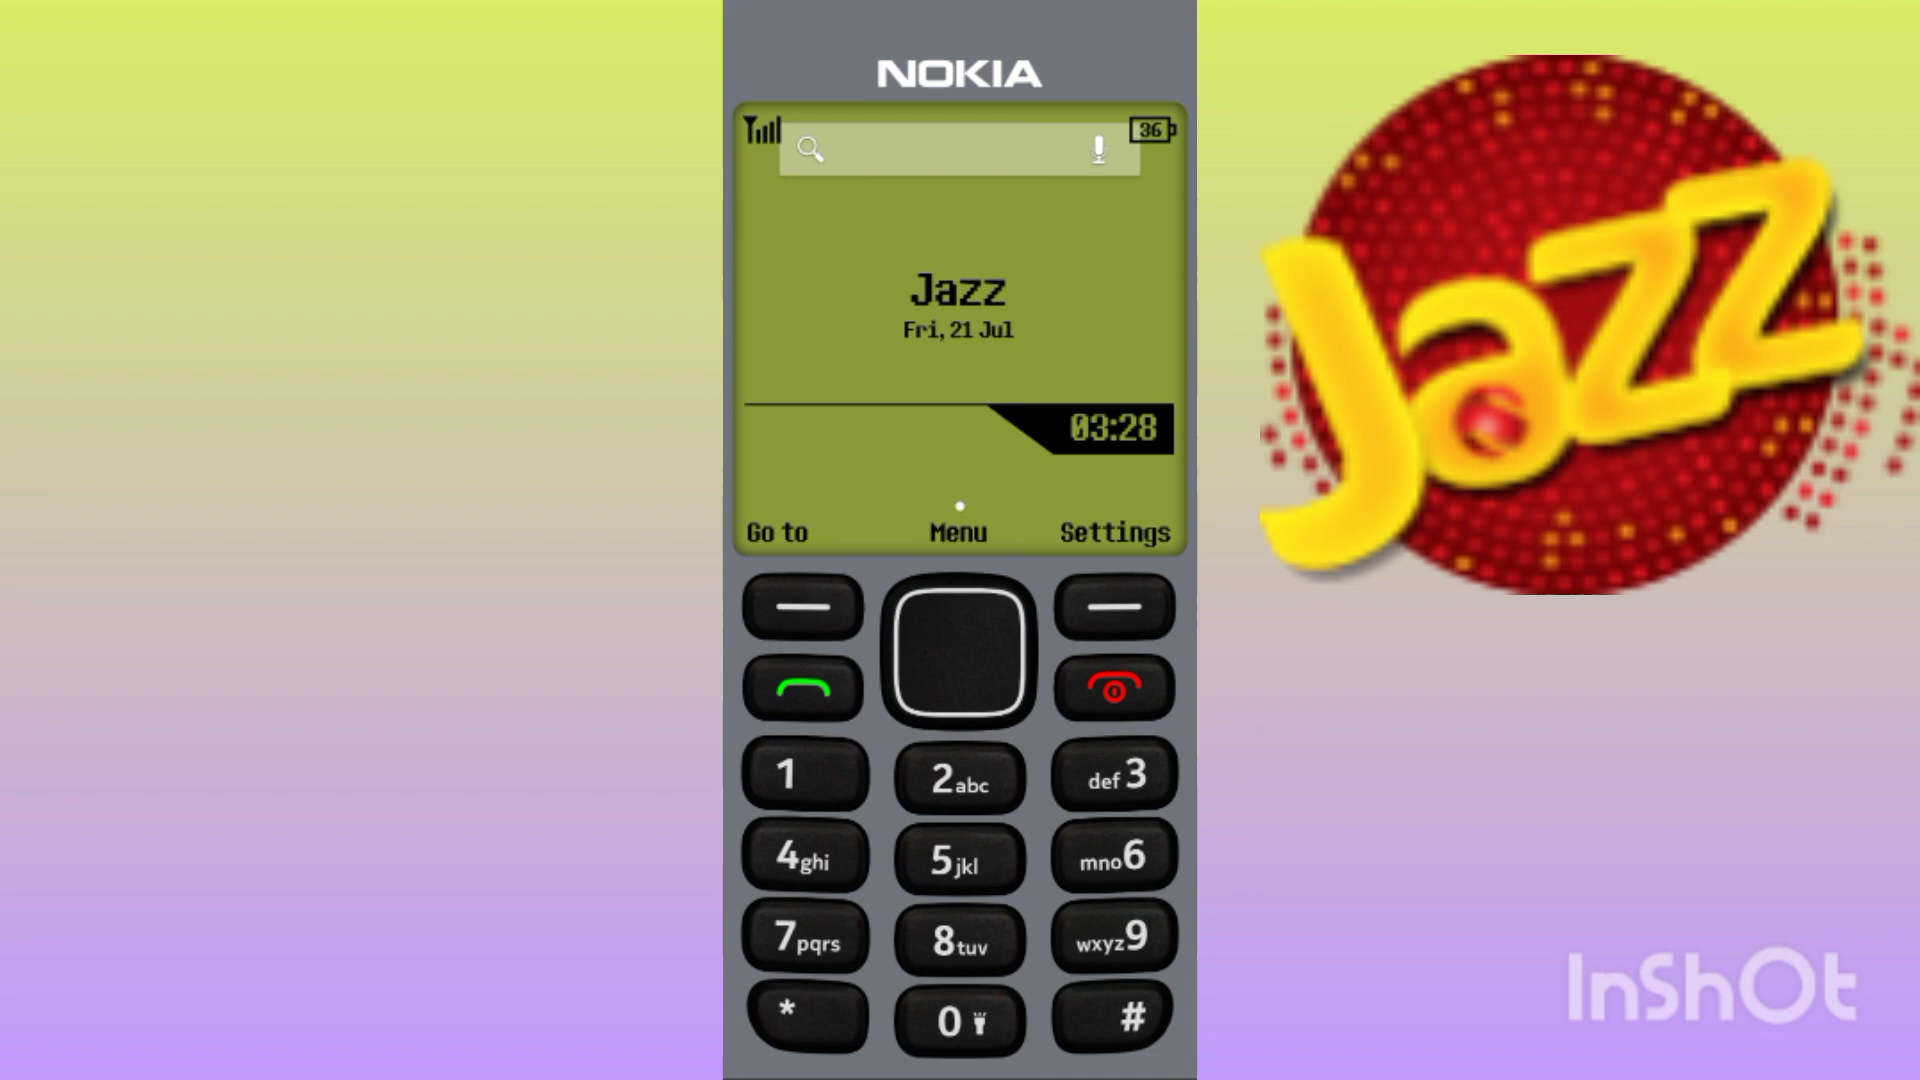 NOKIA
36
Jazz
Fri, 21 Jul
03:28
Go to Menu Settings
1 2abc def3
4ghi 5jkl mno6
7pqrs 8tuv wxyz9
* 0 #
Jazz
InShOt